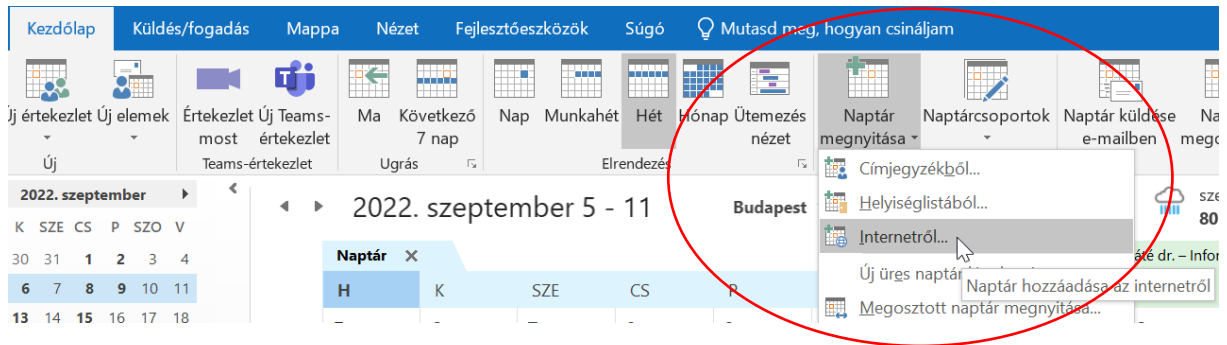 Kezdőlap Küldés/fogadás Mappa Nézet Fejlesztőeszközök Súgó Mutasd meg, hogyan csináljam
értekezlet Új elemek Értekezlet most Új Teams-értekezlet Ma Következő 7 nap Nap Munkahét Hét Hónap Ütemezés nézet Naptár megnyitása Naptárcsoportok Naptár küldése e-mailben
Új Teams-értekezlet Ugrás Elrendezés
Címjegyzékből...
Helyiséglistából...
Internetről...
Új üres naptár
Naptár hozzáadása az internetről
Megosztott naptár megnyitása...
2022. szeptember
K SZE CS P SZO V
30 31 1 2 3 4
6 7 8 9 10 11
13 14 15 16 17 18
2022. szeptember 5 - 11 Budapest
80
Naptár
dr. – Infor
H K SZE CS P